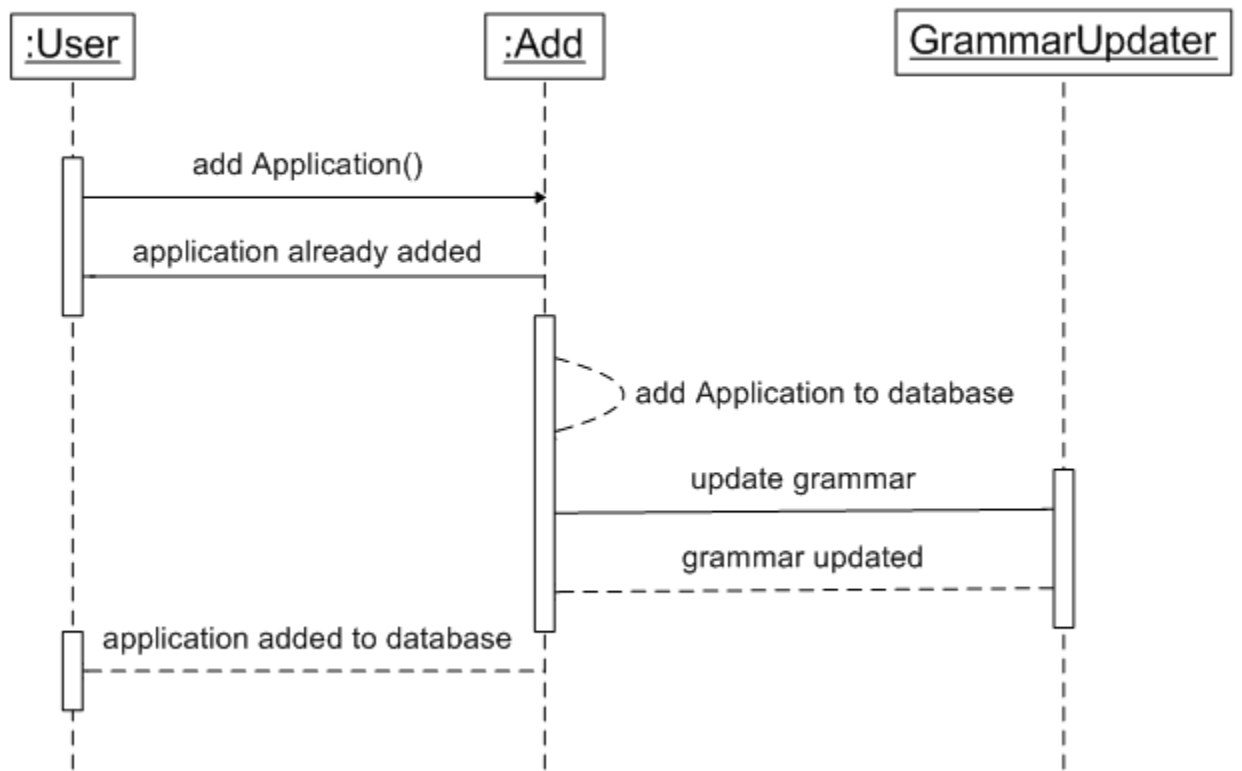 :User
:Add
GrammarUpdater
add Application()
application already added
add Application to database
update grammar
grammar updated
application added to database